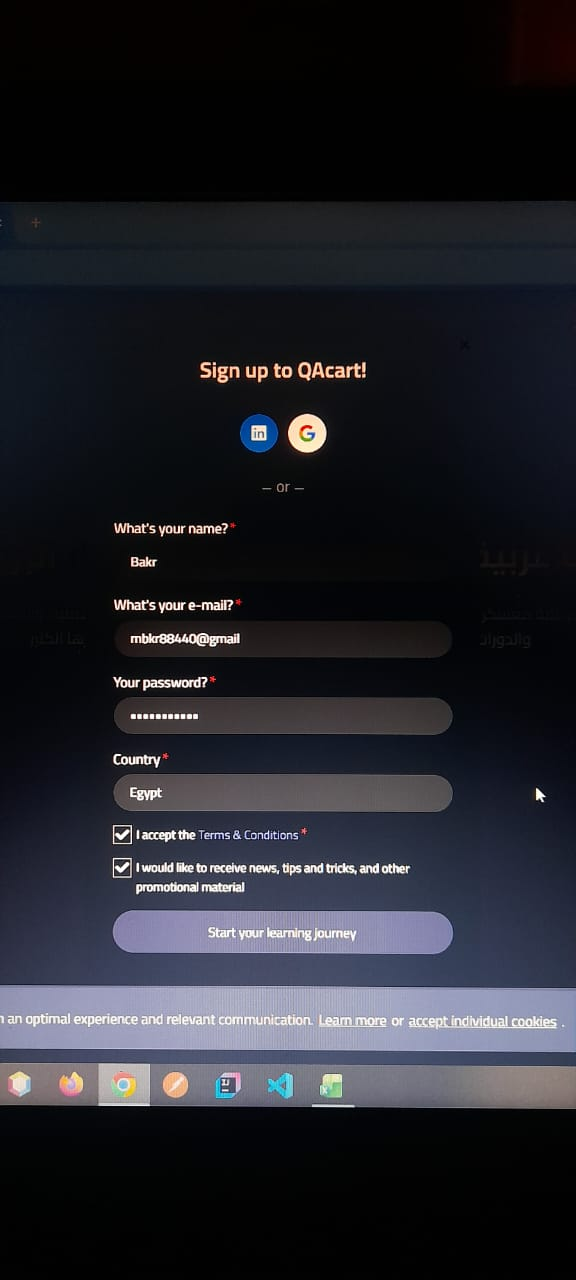 Sign up to QAcart!
in G
— or —
What's your name?*
Bakr
What's your e-mail?*
mbkr88440@gmail
Your password?*
•••••••••••
Country*
Egypt
I accept the Terms & Conditions *
I would like to receive news, tips and tricks, and other
promotional material
Start your learning journey
an optimal experience and relevant communication. Learn more or accept individual cookies .